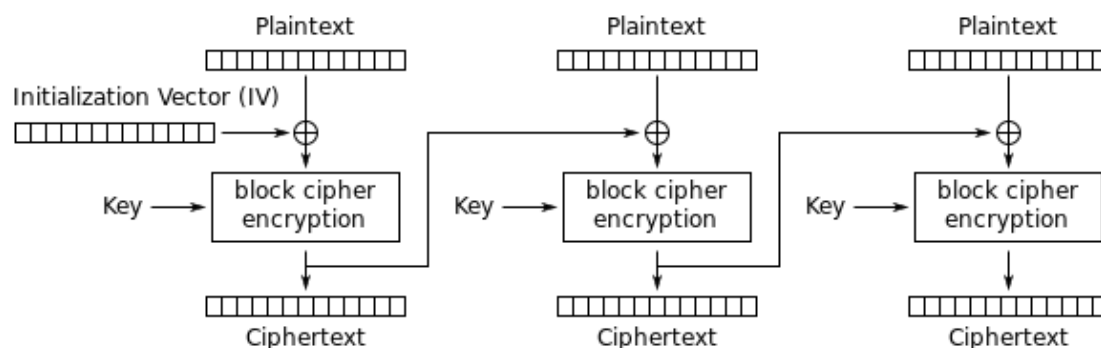 Plaintext
Plaintext
Plaintext
Initialization Vector (IV)
Key
block cipher
encryption
Key
block cipher
encryption
Key
block cipher
encryption
Ciphertext
Ciphertext
Ciphertext